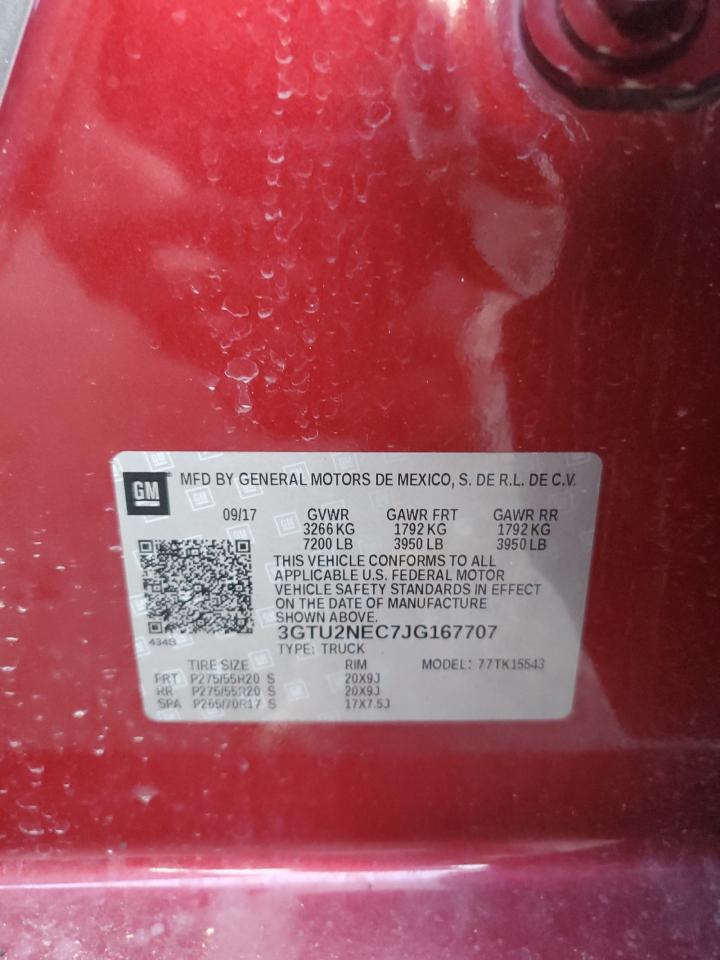 GM
MFD BY GENERAL MOTORS DE MEXICO, S. DE R.L. DE C.V.
09/17 GVWR GAWR FRT GAWR RR
3266 KG 1792 KG 1792 KG
7200 LB 3950 LB 3950 LB
THIS VEHICLE CONFORMS TO ALL
APPLICABLE U.S. FEDERAL MOTOR
VEHICLE SAFETY STANDARDS IN EFFECT
ON THE DATE OF MANUFACTURE
SHOWN ABOVE.
434B
3GTU2NEC7JG167707
TYPE: TRUCK
TIRE SIZE RIM MODEL: 77TK15543
FRT P275/55R20 S 20X9J
RR P275/55R20 S 20X9J
SPA P265/70R17 S 17X7.5J